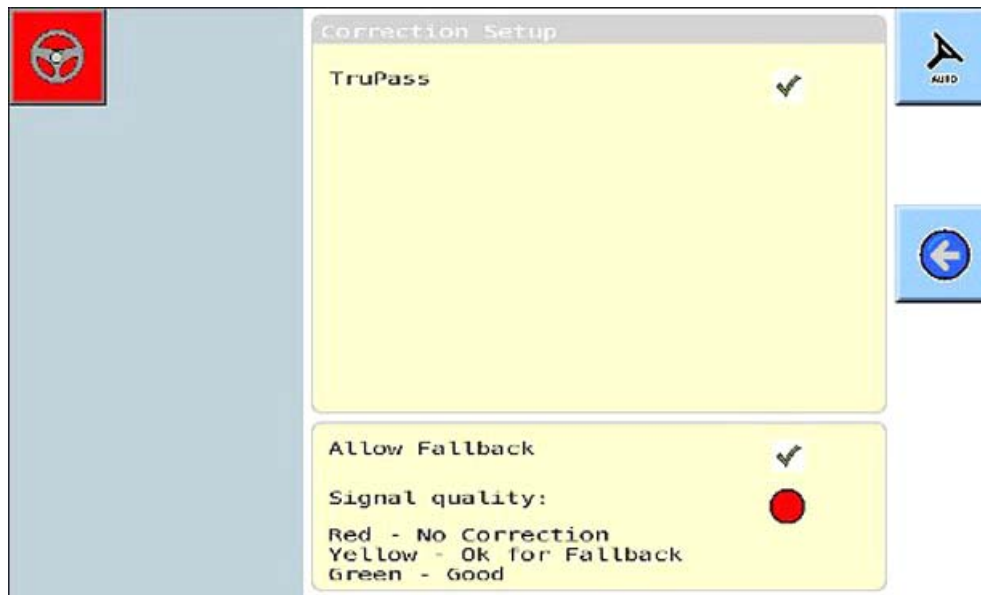 Correction Setup
TruPass
AUTO
Allow Fallback
Signal quality:
Red - No Correction
Yellow - Ok for Fallback
Green - Good